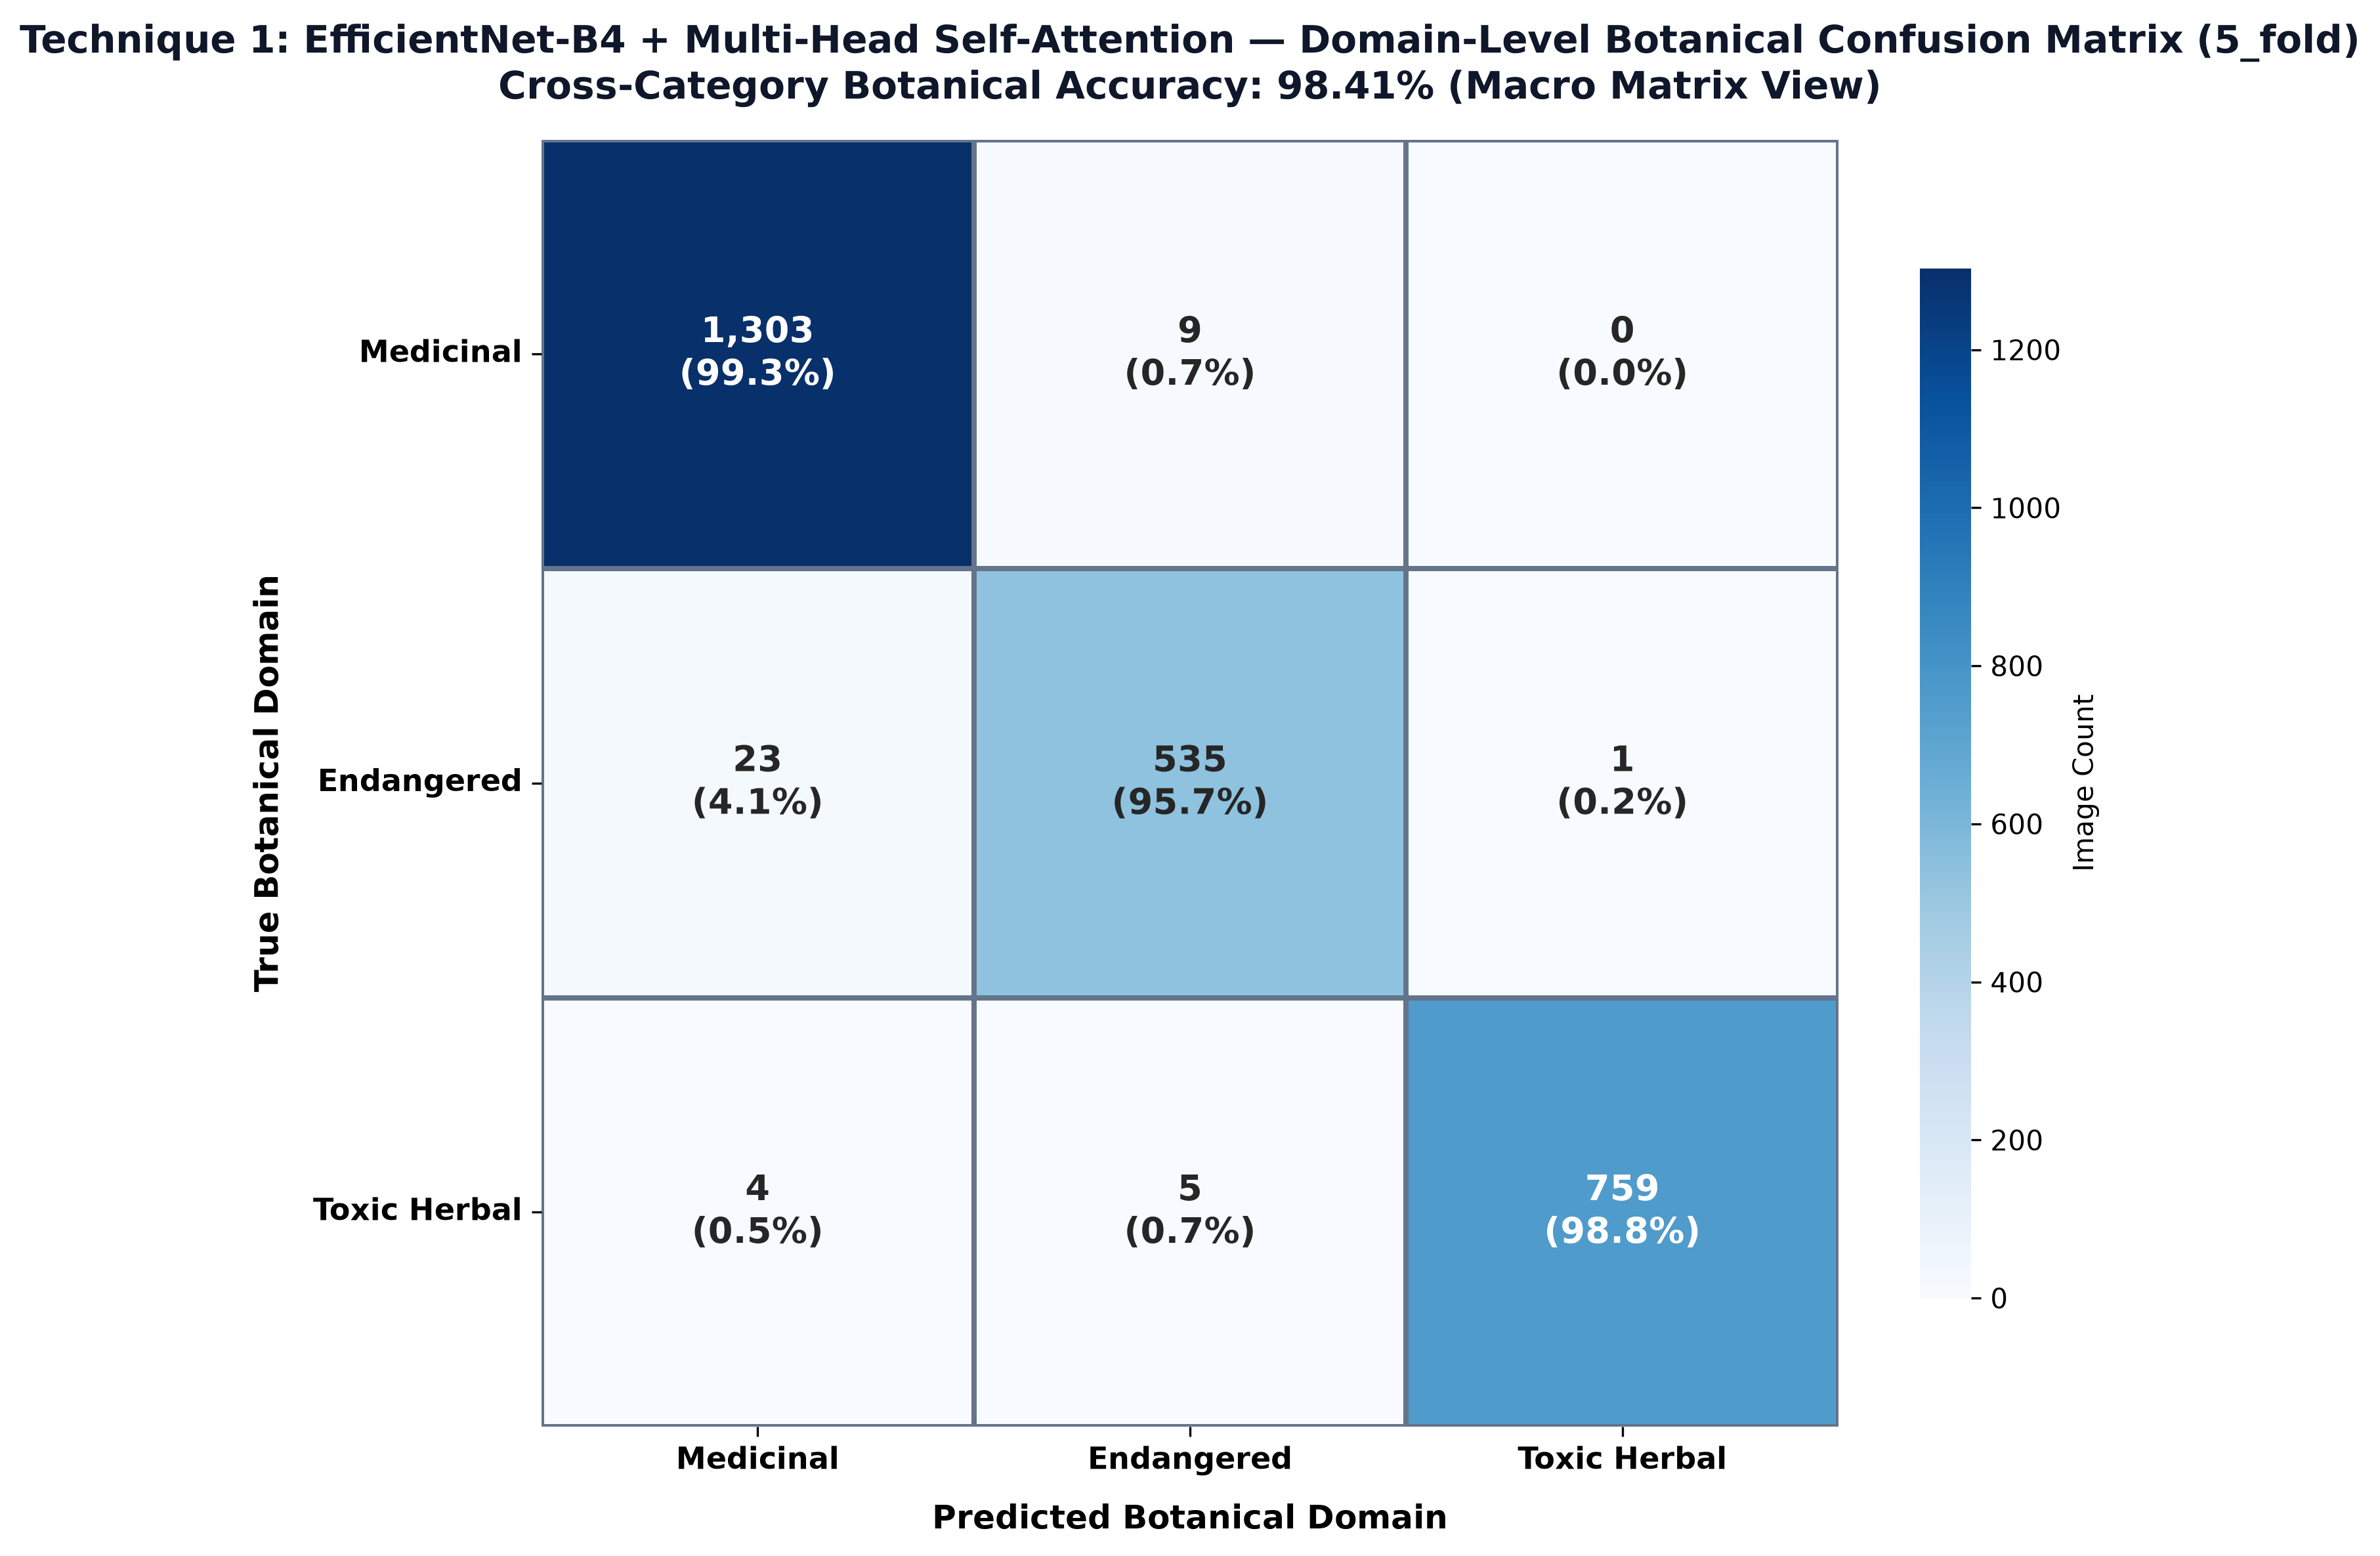 Technique 1: EfficientNet-B4 + Multi-Head Self-Attention — Domain-Level Botanical Confusion Matrix (5_fold)
Cross-Category Botanical Accuracy: 98.41% (Macro Matrix View)
True Botanical Domain
Medicinal
1,303
(99.3%)
9
(0.7%)
0
(0.0%)
Endangered
23
(4.1%)
535
(95.7%)
1
(0.2%)
Toxic Herbal
4
(0.5%)
5
(0.7%)
759
(98.8%)
Medicinal
Endangered
Toxic Herbal
Predicted Botanical Domain
1200
1000
800
600
400
200
0
Image Count